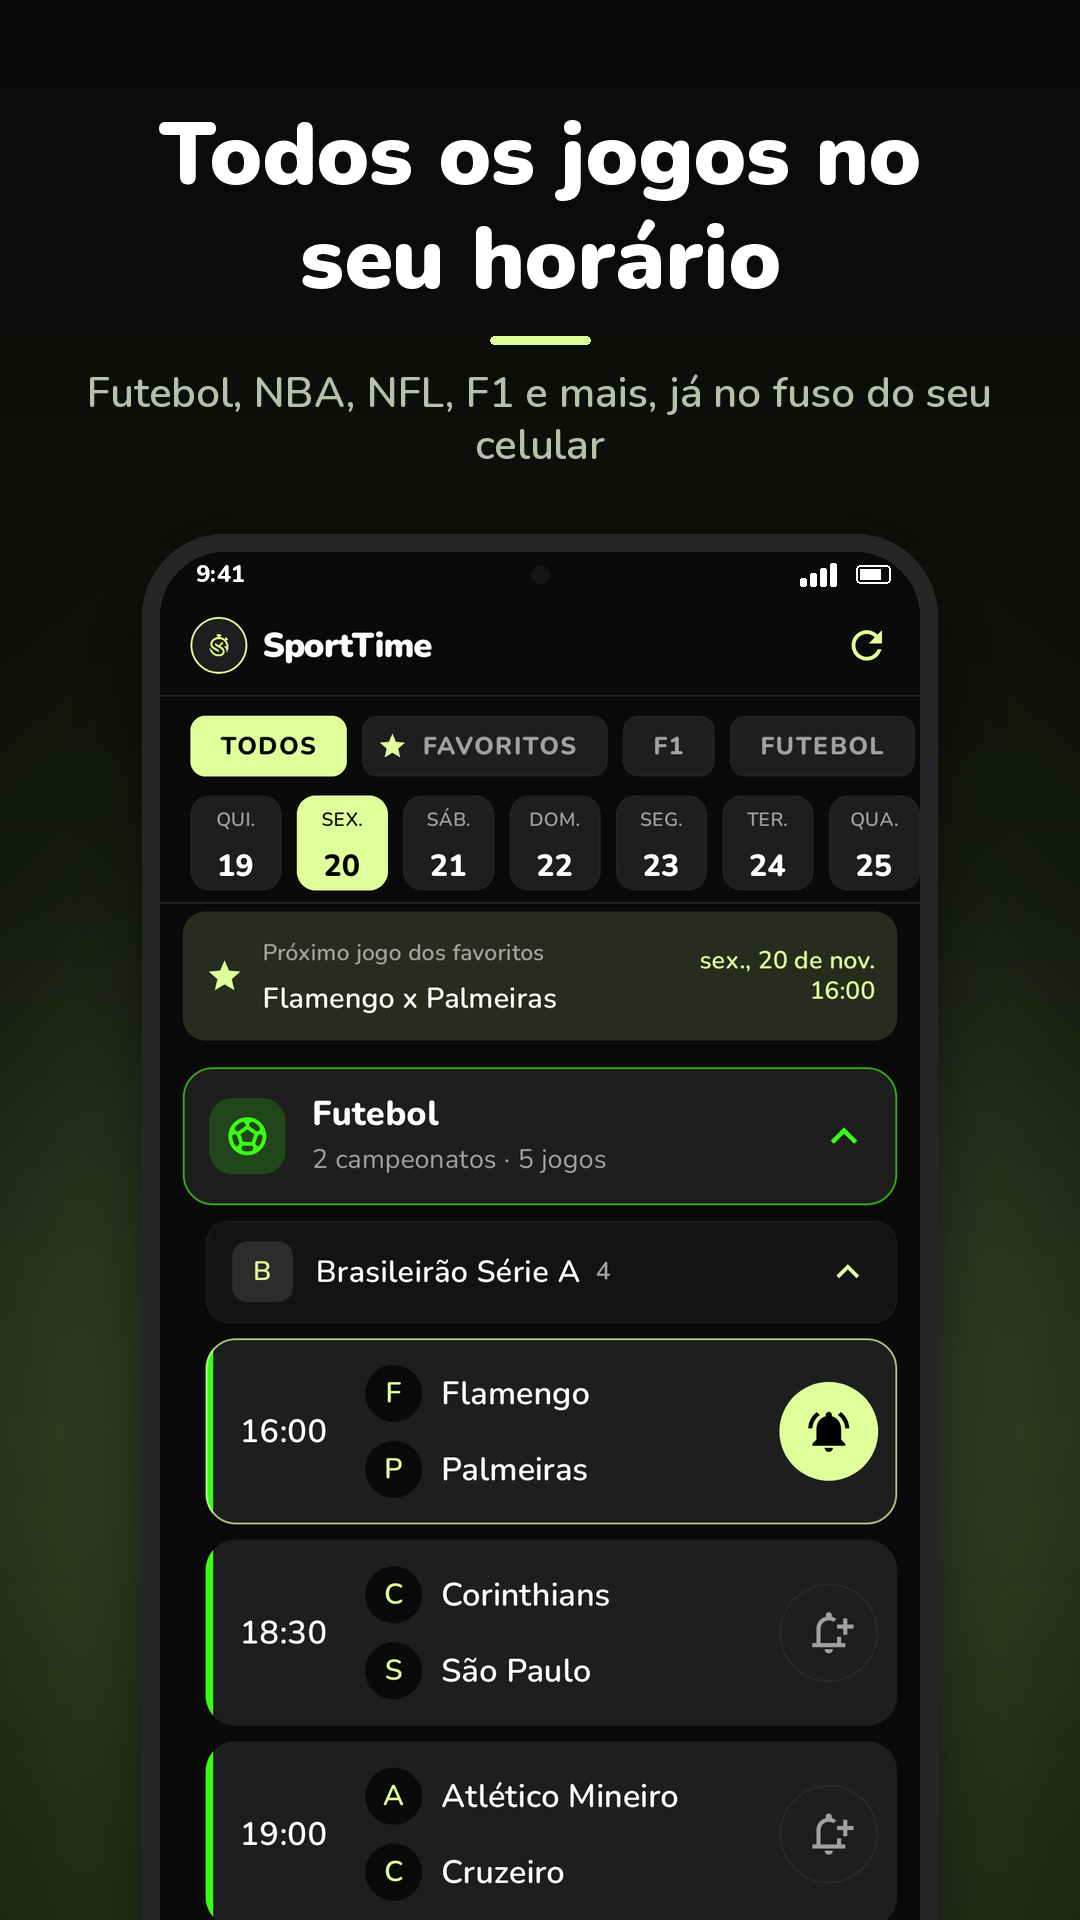 Todos os jogos no
seu horário
Futebol, NBA, NFL, F1 e mais, já no fuso do seu
celular
9:41
SportTime
TODOS
FAVORITOS
F1
FUTEBOL
QUI.
19
SEX.
20
SÁB.
21
DOM.
22
SEG.
23
TER.
24
QUA.
25
Próximo jogo dos favoritos
Flamengo x Palmeiras
sex., 20 de nov.
16:00
Futebol
2 campeonatos · 5 jogos
B
Brasileirão Série A 4
16:00
F Flamengo
P Palmeiras
18:30
C Corinthians
S São Paulo
19:00
A Atlético Mineiro
C Cruzeiro